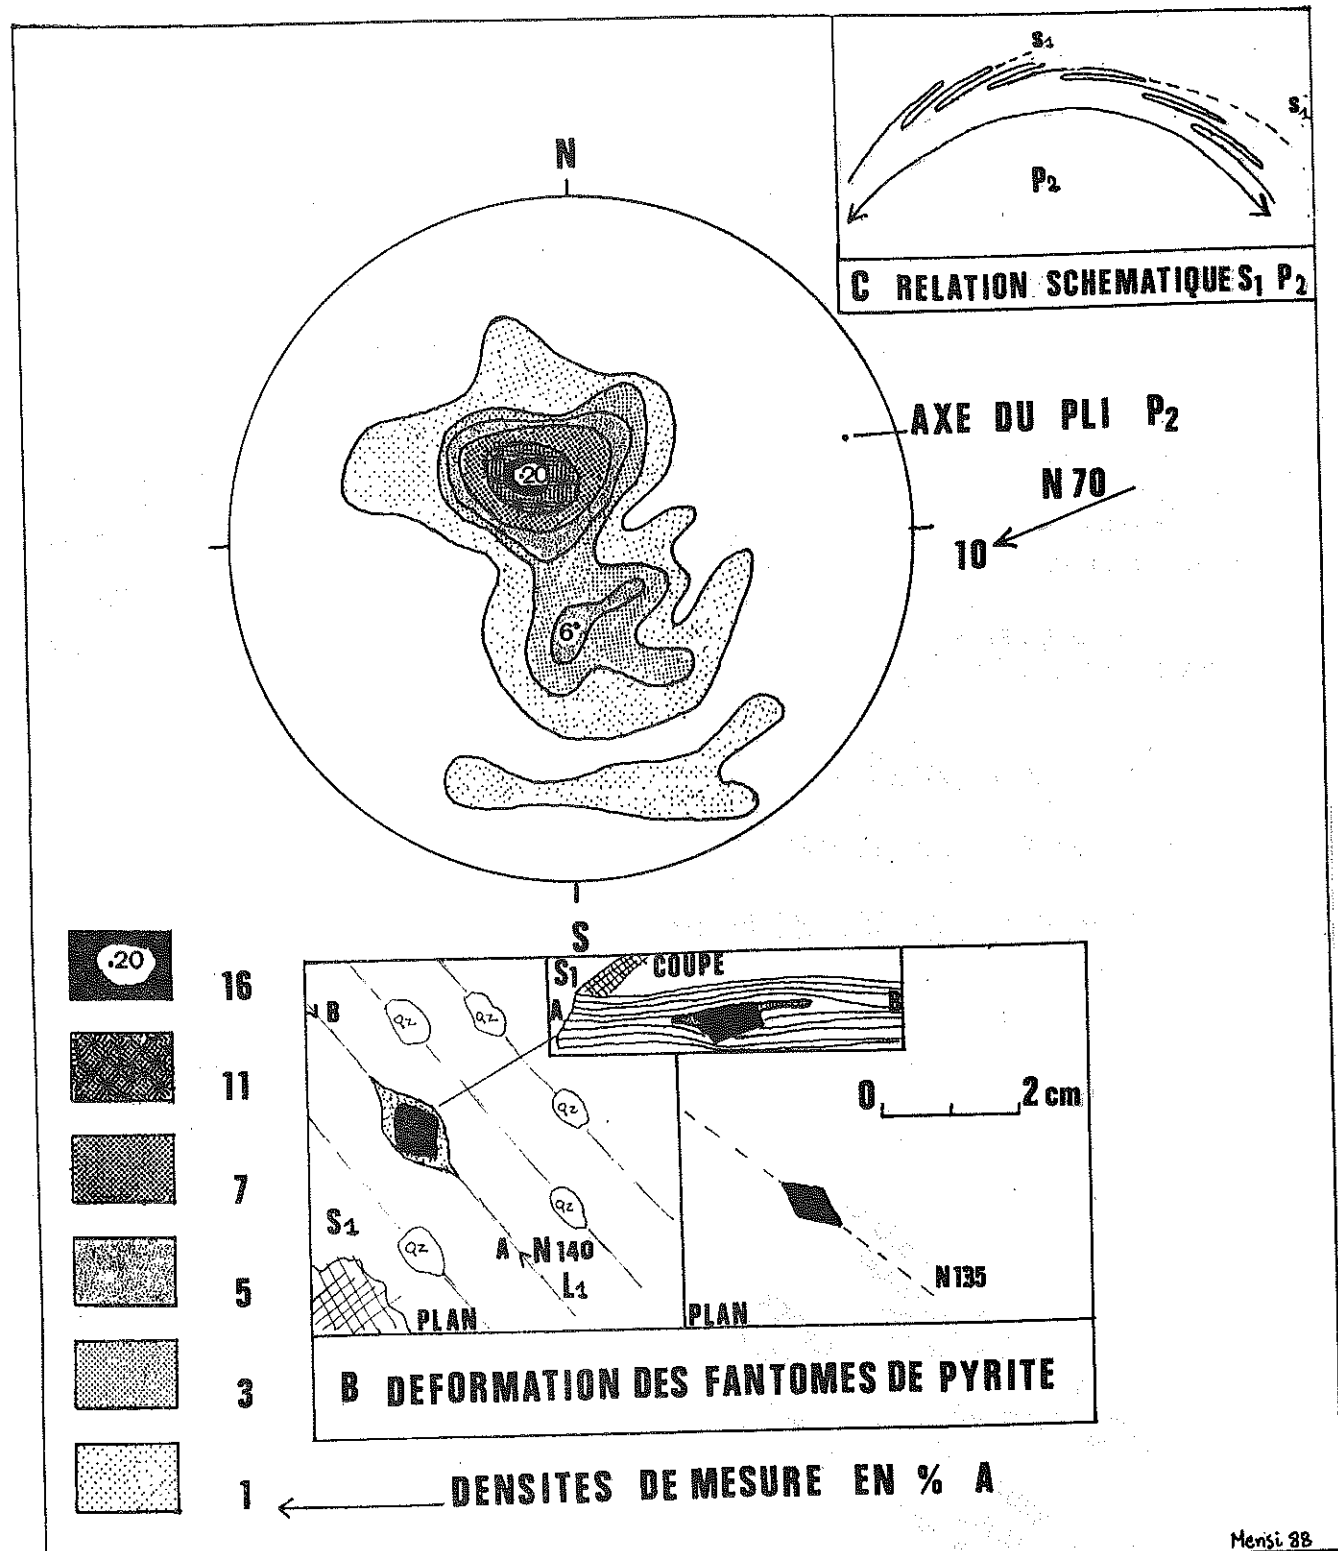 S1
S1
P2
C RELATION SCHEMATIQUE S1 P2
N
AXE DU PLI P2
N 70
10
.20
6°
S
.20
16
11
7
5
3
1
S1
COUPE
A
B
B
qz
qz
qz
qz
qz
S1
A N 140
L1
PLAN
0 2 cm
N 135
PLAN
B DEFORMATION DES FANTOMES DE PYRITE
DENSITES DE MESURE EN % A
Mensi 88